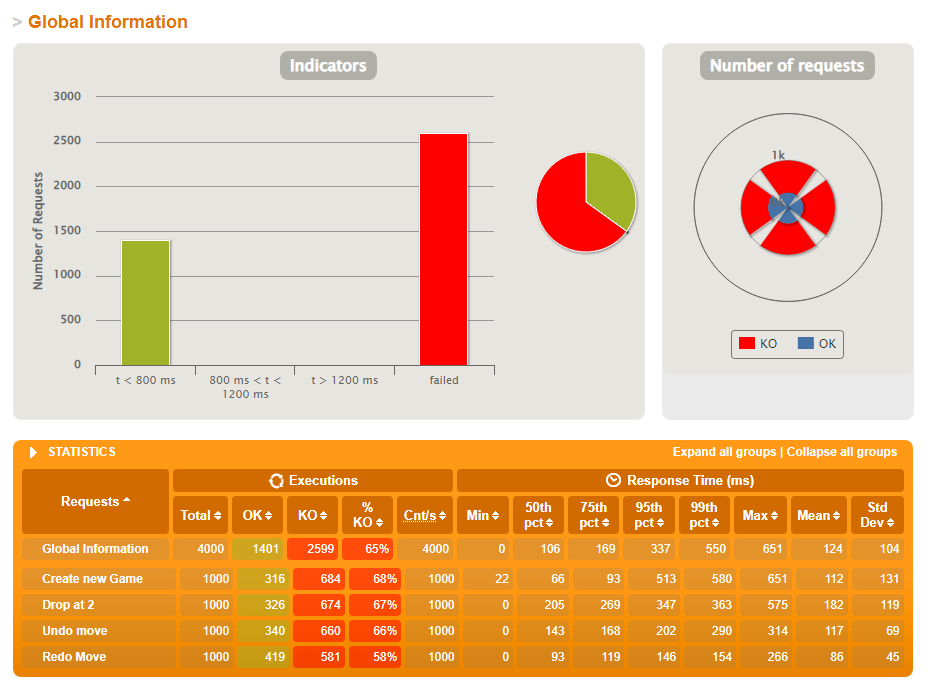 > Global Information
Indicators
Number of requests
3000
2500
2000
1500
1000
500
0
Number of Requests
t < 800 ms
800 ms < t <
1200 ms
t > 1200 ms
failed
1k
KO
OK
STATISTICS
Expand all groups | Collapse all groups
Requests
Executions
Response Time (ms)
Total OK KO % KO Cnt/s Min 50th pct 75th pct 95th pct 99th pct Max Mean Std Dev
Global Information 4000 1401 2599 65% 4000 0 106 169 337 550 651 124 104
Create new Game 1000 316 684 68% 1000 22 66 93 513 580 651 112 131
Drop at 2 1000 326 674 67% 1000 0 205 269 347 363 575 182 119
Undo move 1000 340 660 66% 1000 0 143 168 202 290 314 117 69
Redo Move 1000 419 581 58% 1000 0 93 119 146 154 266 86 45